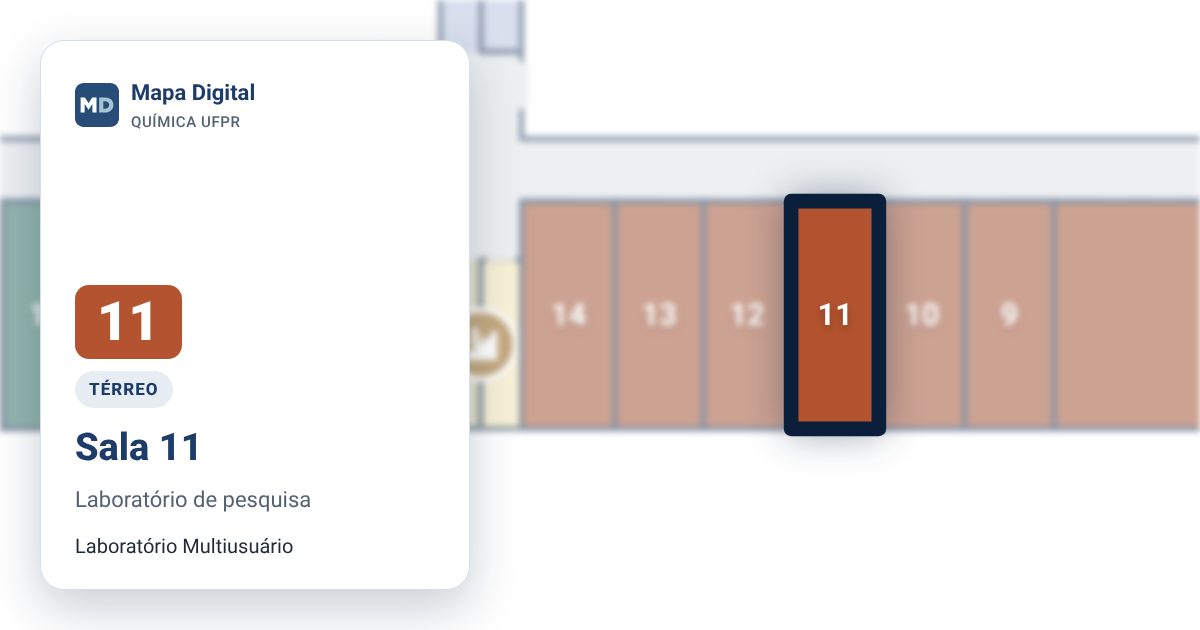 MD
Mapa Digital
QUÍMICA UFPR
11
TÉRREO
Sala 11
Laboratório de pesquisa
Laboratório Multiusuário
14
13
12
11
10
9